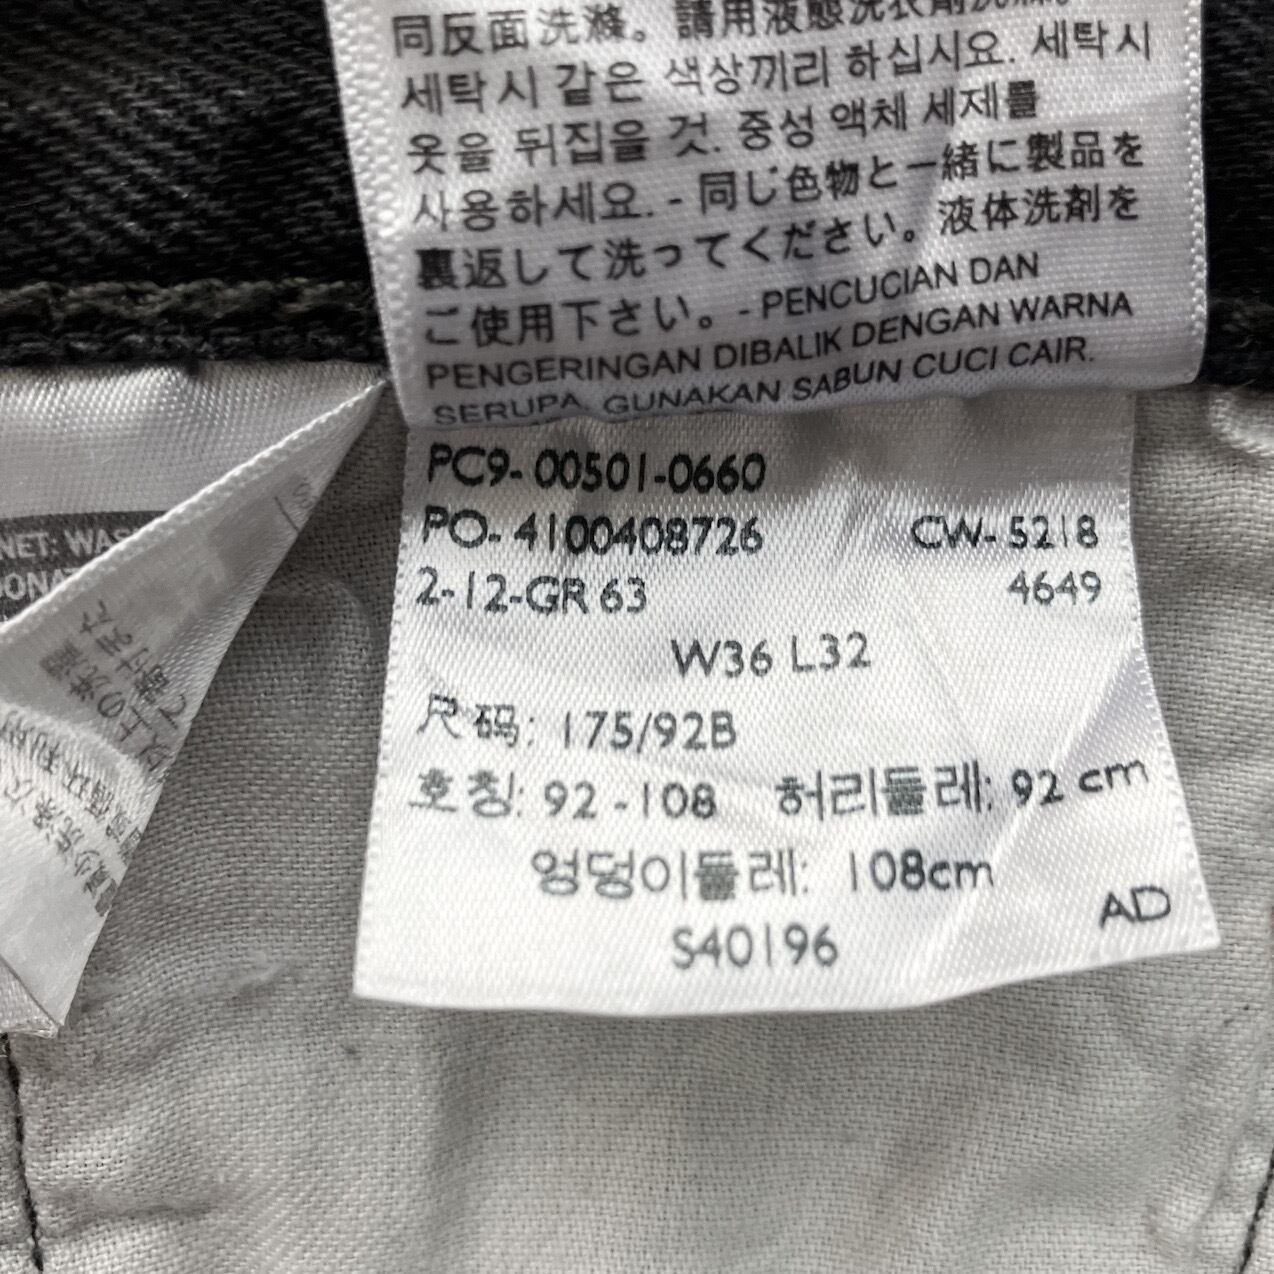 同反面洗滌。請用液態洗衣劑洗滌。
세탁시 같은 색상끼리 하십시요. 세탁시
옷을 뒤집을 것. 중성 액체 세제를
사용하세요. - 同じ色物と一緒に製品を
裏返して洗ってください。液体洗剤を
ご使用下さい。- PENCUCIAN DAN
PENGERINGAN DIBALIK DENGAN WARNA
SERUPA, GUNAKAN SABUN CUCI CAIR.
PC9-00501-0660
PO-4100408726 CW-5218
2-12-GR 63 4649
W36 L32
尺码: 175/92B
호칭: 92-108 허리둘레: 92 cm
엉덩이둘레: 108cm
S40196 AD
NET: WAS